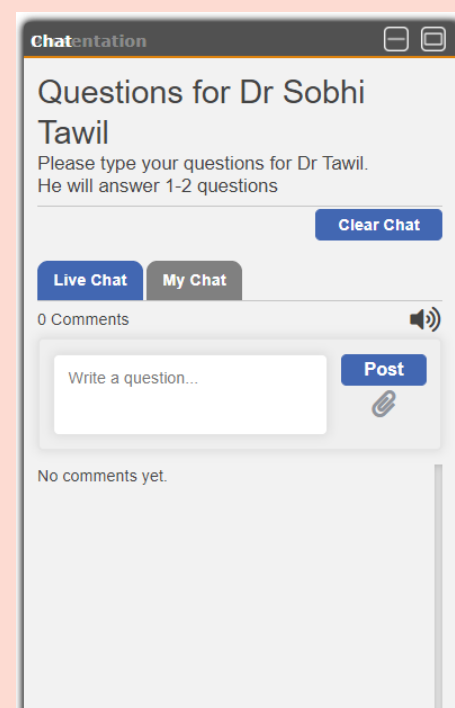 Chat
Questions for Dr Sobhi
Tawil
Please type your questions for Dr Tawil.
He will answer 1-2 questions
Clear Chat
Live Chat My Chat
0 Comments
Write a question...
Post
No comments yet.